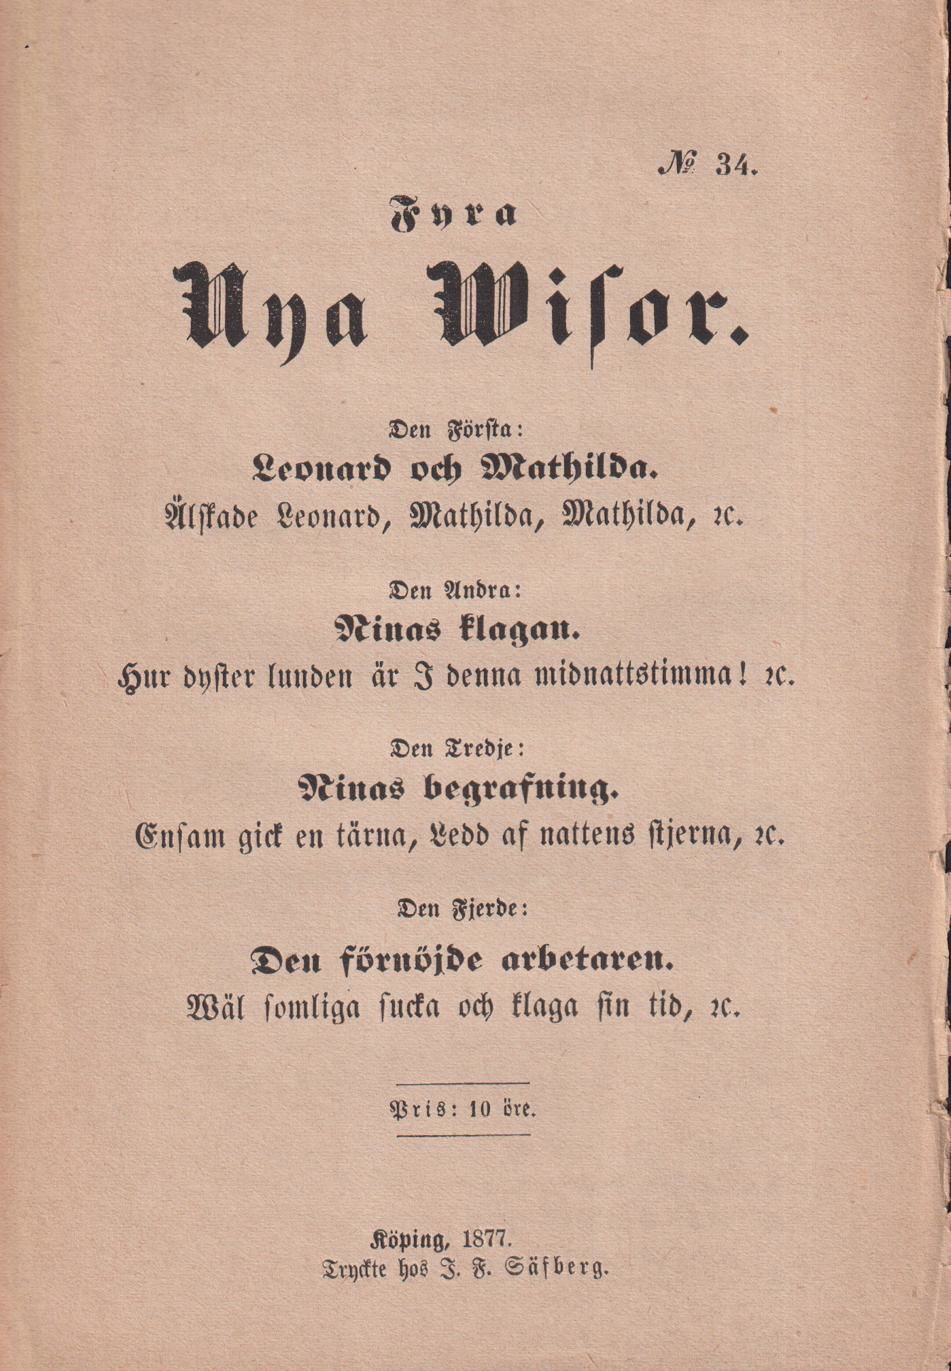 № 34.
Fyra
Nya Wiſor.
Den Förſta:
Leonard och Mathilda.
Älſkade Leonard, Mathilda, Mathilda, ꝛc.
Den Andra:
Ninas klagan.
Hur dyſter lunden är I denna midnattstimma! ꝛc.
Den Tredje:
Ninas begrafning.
Enſam gick en tärna, Ledd af nattens ſtjerna, ꝛc.
Den Fjerde:
Den förnöjde arbetaren.
Wäl ſomliga ſucka och klaga ſin tid, ꝛc.
Pris: 10 öre.
Köping, 1877.
Tryckte hos J. F. Säfberg.